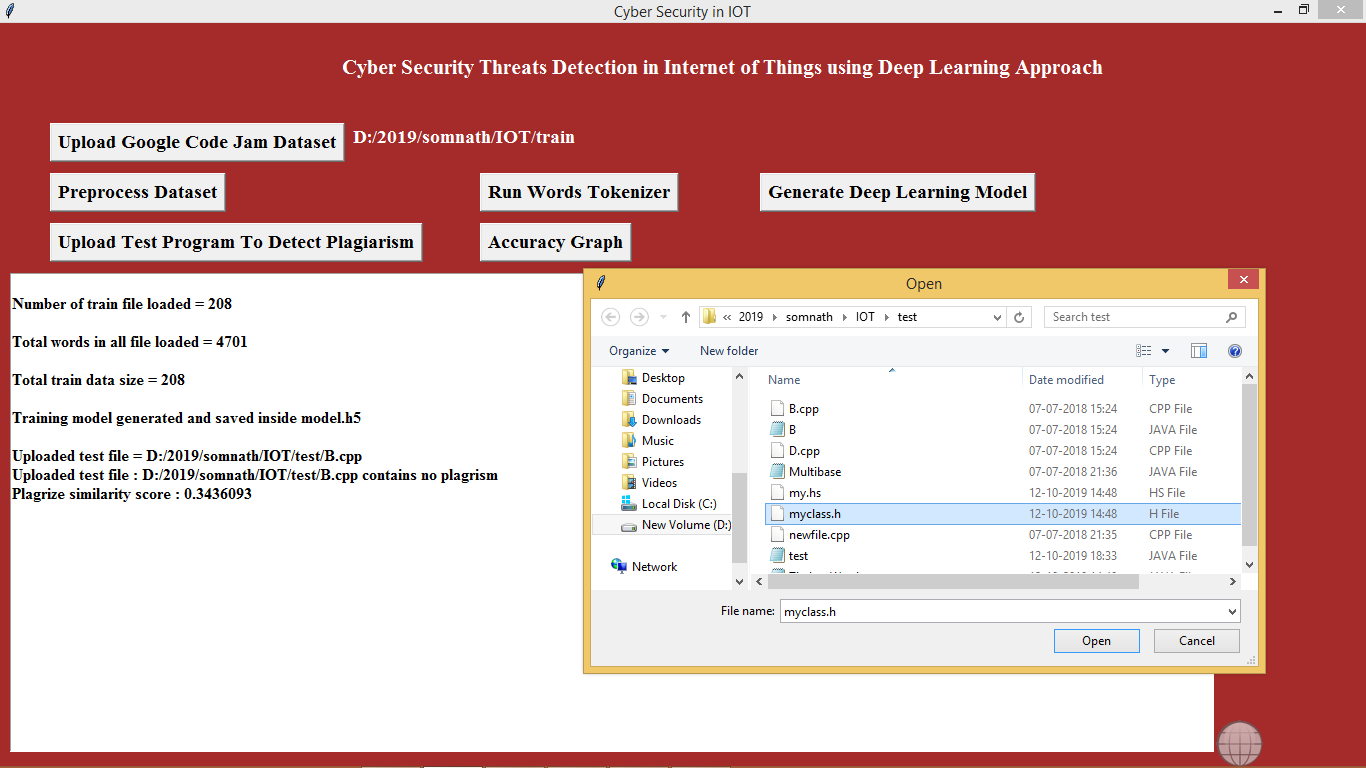 Cyber Security in IOT
Cyber Security Threats Detection in Internet of Things using Deep Learning Approach
Upload Google Code Jam Dataset D:/2019/somnath/IOT/train
Preprocess Dataset Run Words Tokenizer Generate Deep Learning Model
Upload Test Program To Detect Plagiarism Accuracy Graph
Number of train file loaded = 208
Total words in all file loaded = 4701
Total train data size = 208
Training model generated and saved inside model.h5
Uploaded test file = D:/2019/somnath/IOT/test/B.cpp
Uploaded test file : D:/2019/somnath/IOT/test/B.cpp contains no plagrism
Plagrize similarity score : 0.3436093
Open
« 2019 somnath IOT test Search test
Organize New folder
Desktop
Documents
Downloads
Music
Pictures
Videos
Local Disk (C:)
New Volume (D:)
Network
Name Date modified Type
B.cpp 07-07-2018 15:24 CPP File
B 07-07-2018 15:24 JAVA File
D.cpp 07-07-2018 15:24 CPP File
Multibase 07-07-2018 21:36 JAVA File
my.hs 12-10-2019 14:48 HS File
myclass.h 12-10-2019 14:48 H File
newfile.cpp 07-07-2018 21:35 CPP File
test 12-10-2019 18:33 JAVA File
File name: myclass.h
Open Cancel